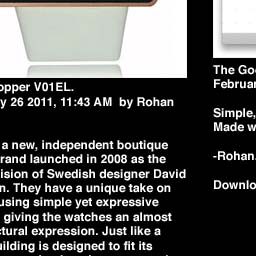 opper V01EL.
y 26 2011, 11:43 AM by Rohan
a new, independent boutique
rand launched in 2008 as the
ision of Swedish designer David
n. They have a unique take on
using simple yet expressive
giving the watches an almost
ctural expression. Just like a
uilding is designed to fit its
The Goo
Februar
Simple,
Made w
-Rohan.
Downlo